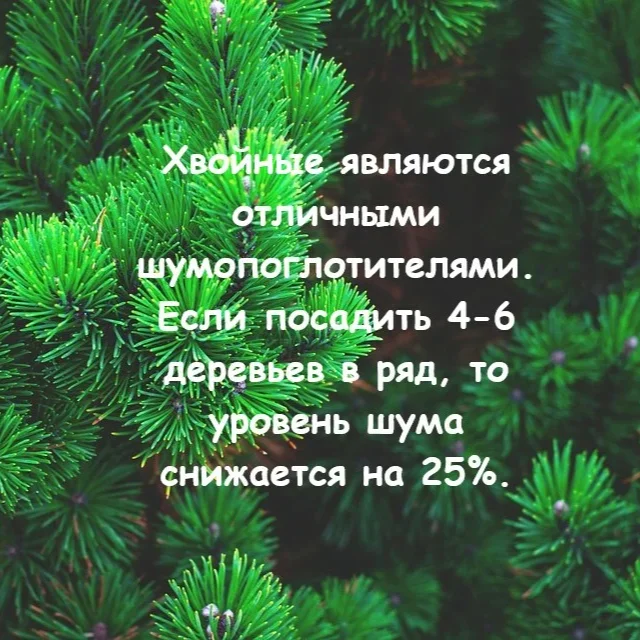 Хвойные являются
отличными
шумопоглотителями.
Если посадить 4-6
деревьев в ряд, то
уровень шума
снижается на 25%.